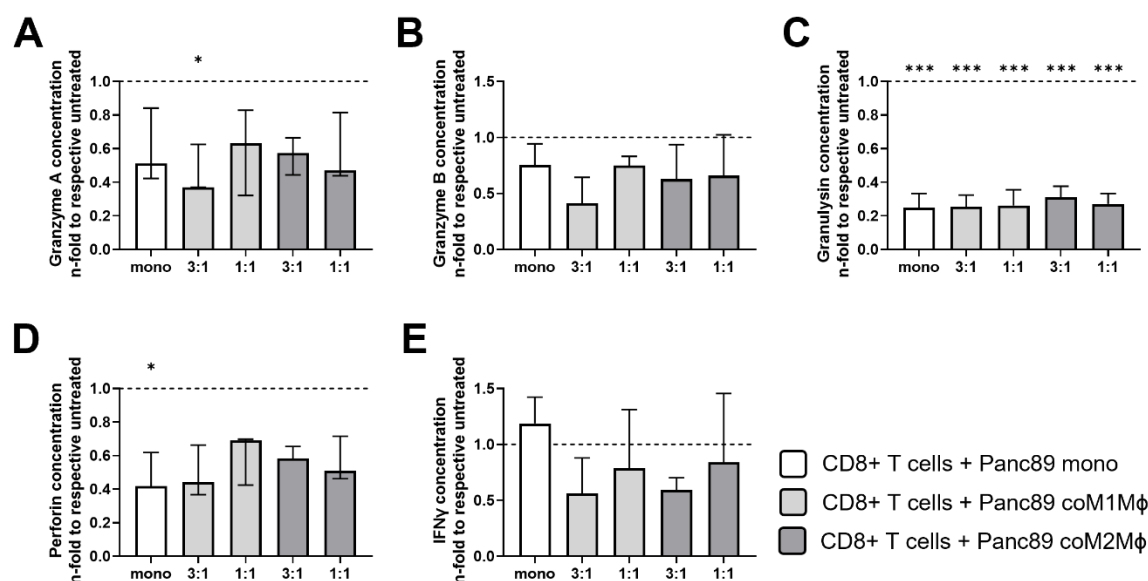 A
Granzyme A concentration
n-fold to respective untreated
*
1.0
0.8
0.6
0.4
0.2
0.0
mono 3:1 1:1 3:1 1:1
B
Granzyme B concentration
n-fold to respective untreated
1.5
1.0
0.5
0.0
mono 3:1 1:1 3:1 1:1
C
Granulysin concentration
n-fold to respective untreated
*** *** *** *** ***
1.0
0.8
0.6
0.4
0.2
0.0
mono 3:1 1:1 3:1 1:1
D
Perforin concentration
n-fold to respective untreated
*
1.0
0.8
0.6
0.4
0.2
0.0
mono 3:1 1:1 3:1 1:1
E
IFNγ concentration
n-fold to respective untreated
1.5
1.0
0.5
0.0
mono 3:1 1:1 3:1 1:1
CD8+ T cells + Panc89 mono
CD8+ T cells + Panc89 coM1Mϕ
CD8+ T cells + Panc89 coM2Mϕ